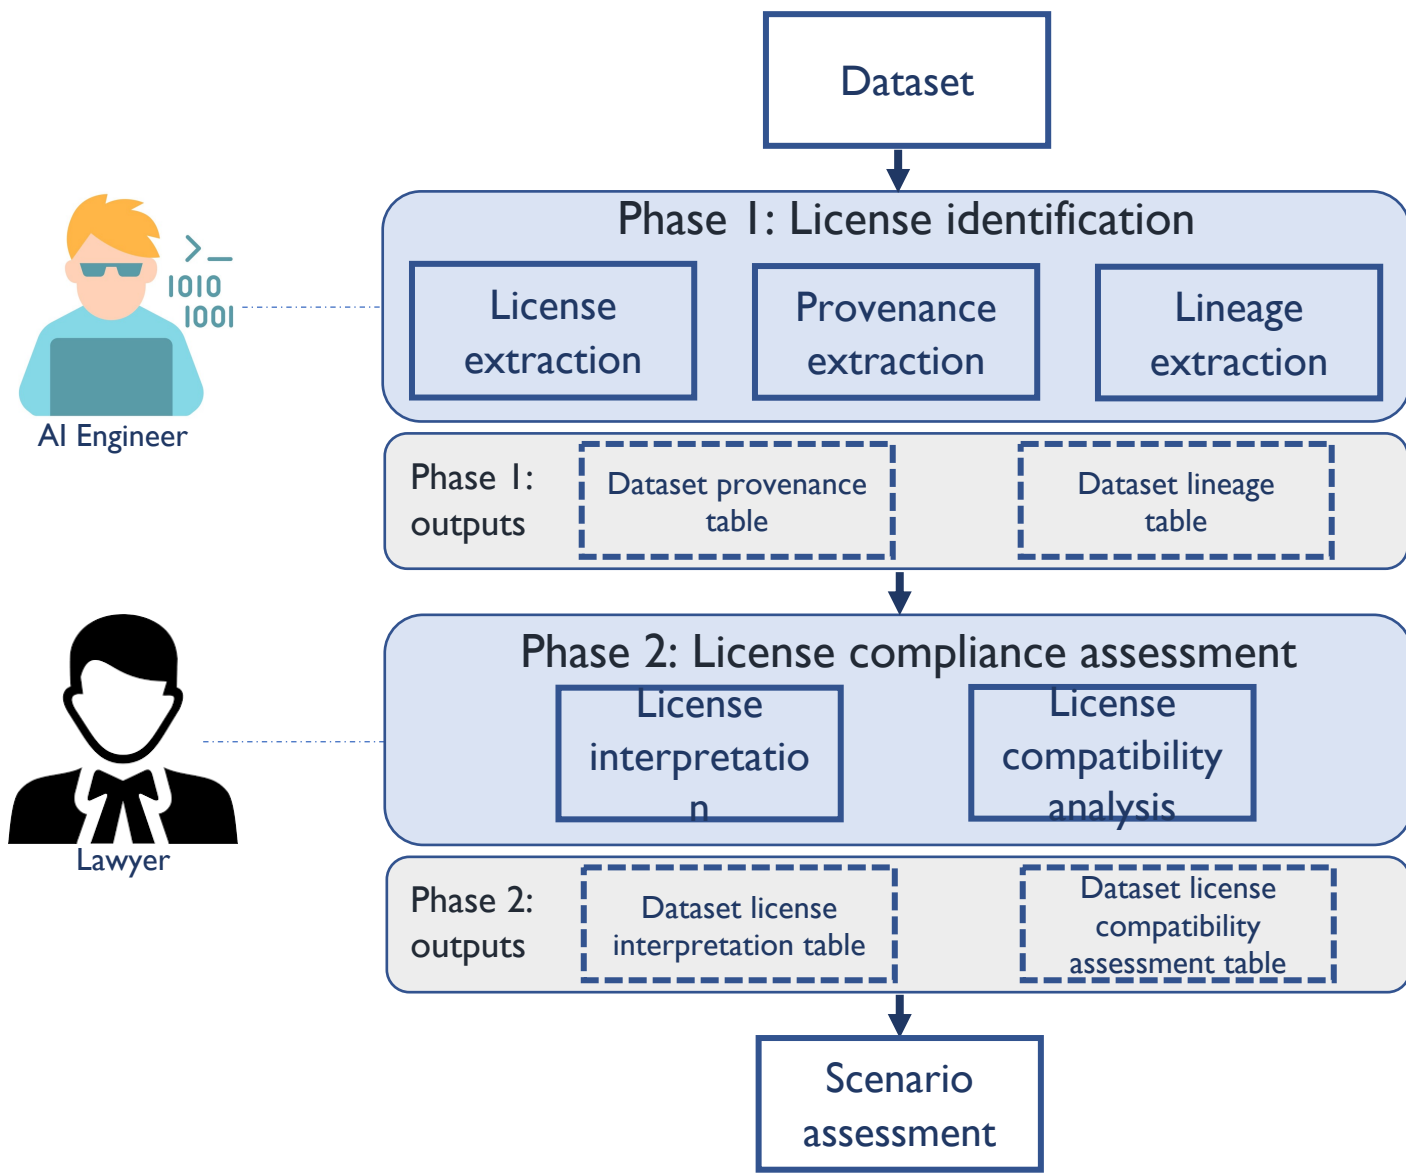 Dataset
Phase 1: License identification
License
extraction
Provenance
extraction
Lineage
extraction
>_
1010
1001
AI Engineer
Phase 1:
outputs
Dataset provenance
table
Dataset lineage
table
Phase 2: License compliance assessment
License
interpretatio
n
License
compatibility
analysis
Lawyer
Phase 2:
outputs
Dataset license
interpretation table
Dataset license
compatibility
assessment table
Scenario
assessment